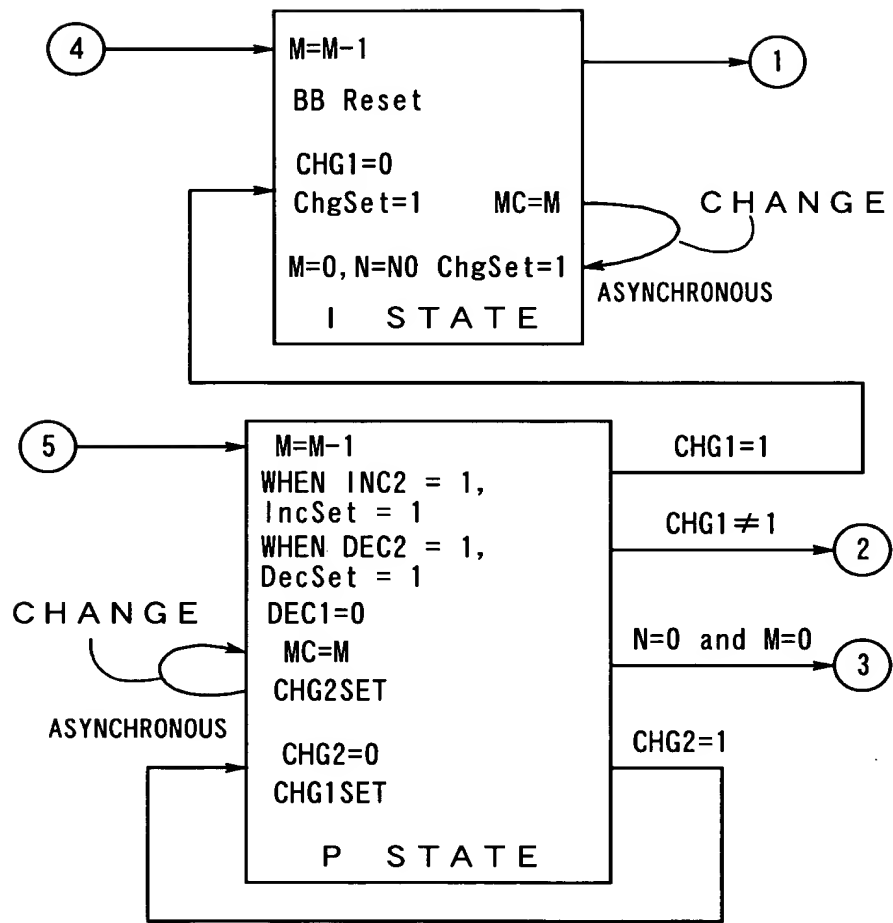 4
M=M-1
1
BB Reset
CHG1=0
ChgSet=1 MC=M
CHANGE
M=0, N=N0 ChgSet=1
ASYNCHRONOUS
I STATE
5
M=M-1
CHG1=1
WHEN INC2 = 1,
IncSet = 1
CHG1≠1
2
WHEN DEC2 = 1,
DecSet = 1
CHANGE
DEC1=0
N=0 and M=0
3
MC=M
CHG2SET
ASYNCHRONOUS
CHG2=1
CHG2=0
CHG1SET
P STATE